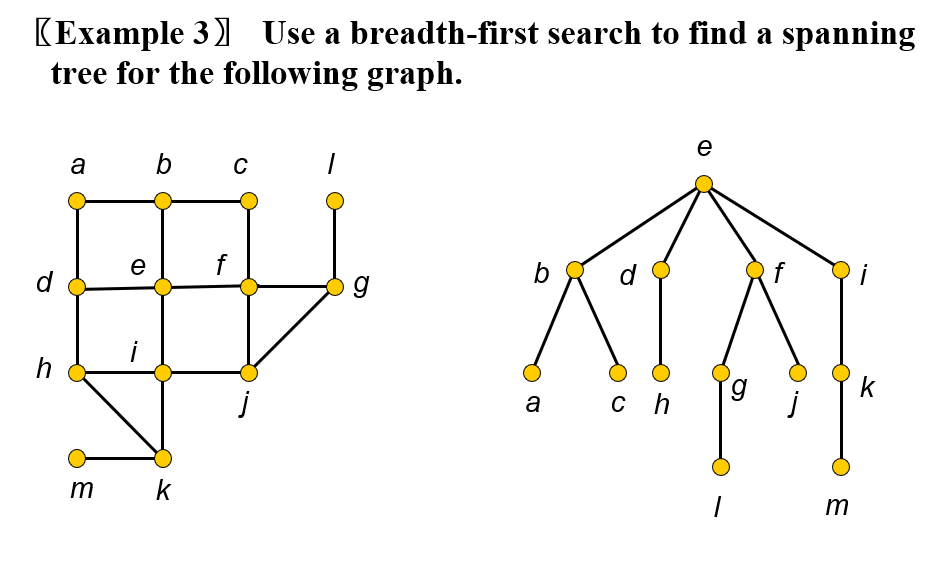 〖Example 3〗 Use a breadth-first search to find a spanning
tree for the following graph.
a b c l
d e f g
h i j
m k
e
b d f i
a c h g j k
l m